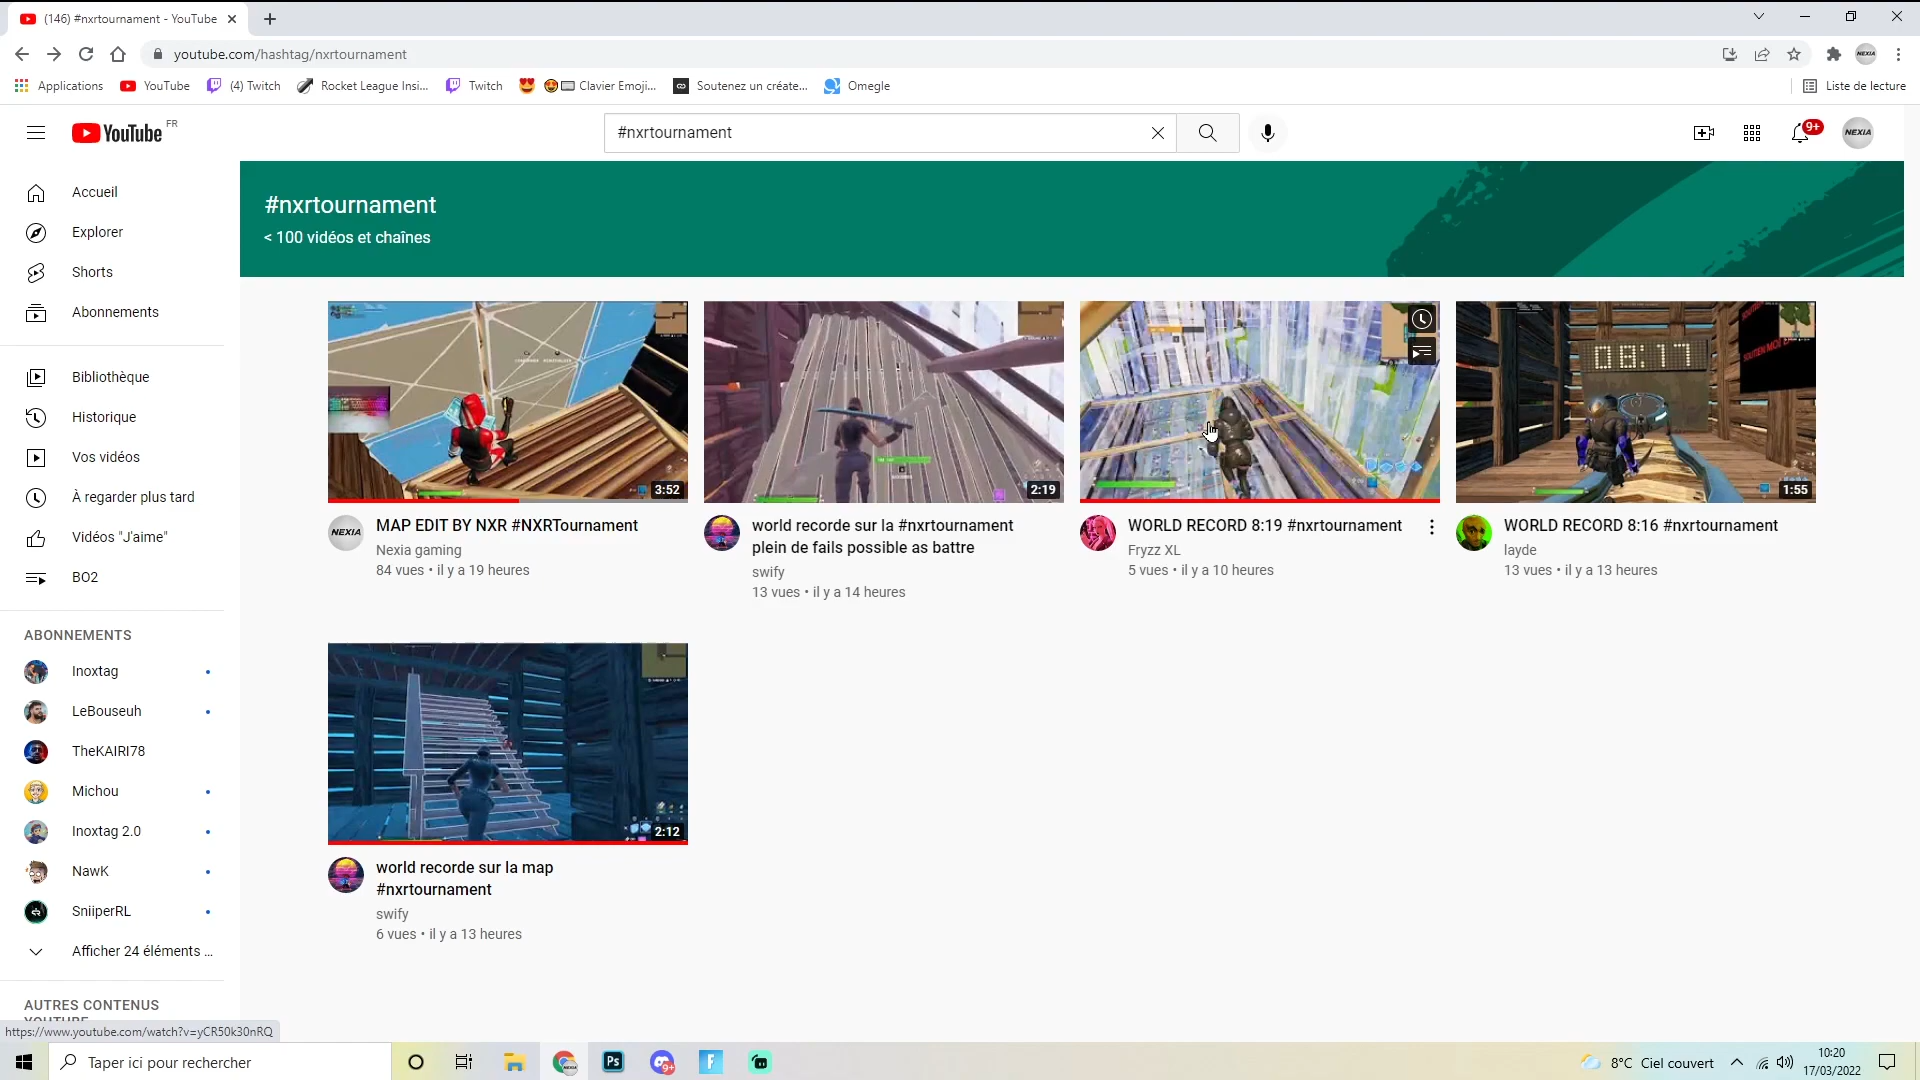 (146) #nxrtournament - YouTube
youtube.com/hashtag/nxrtournament
NEXIA
Applications
YouTube
(4) Twitch
Rocket League Insi...
Twitch
Clavier Emoji...
Soutenez un créate...
Omegle
Liste de lecture
YouTube FR
#nxrtournament
9+
NEXIA
#nxrtournament
< 100 vidéos et chaînes
Accueil
Explorer
Shorts
Abonnements
Bibliothèque
Historique
Vos vidéos
À regarder plus tard
Vidéos "J'aime"
BO2
ABONNEMENTS
Inoxtag
LeBouseuh
TheKAIRI78
Michou
Inoxtag 2.0
NawK
SniiperRL
Afficher 24 éléments ...
AUTRES CONTENUS
YOUTUBE
3:52
NEXIA
MAP EDIT BY NXR #NXRTournament
Nexia gaming
84 vues • il y a 19 heures
2:19
world recorde sur la #nxrtournament
plein de fails possible as battre
swify
13 vues • il y a 14 heures
WORLD RECORD 8:19 #nxrtournament
Fryzz XL
5 vues • il y a 10 heures
08:17
1:55
WORLD RECORD 8:16 #nxrtournament
layde
13 vues • il y a 13 heures
2:12
world recorde sur la map
#nxrtournament
swify
6 vues • il y a 13 heures
https://www.youtube.com/watch?v=yCR50k30nRQ
Taper ici pour rechercher
Ps
9+
F
8°C Ciel couvert
10:20
17/03/2022